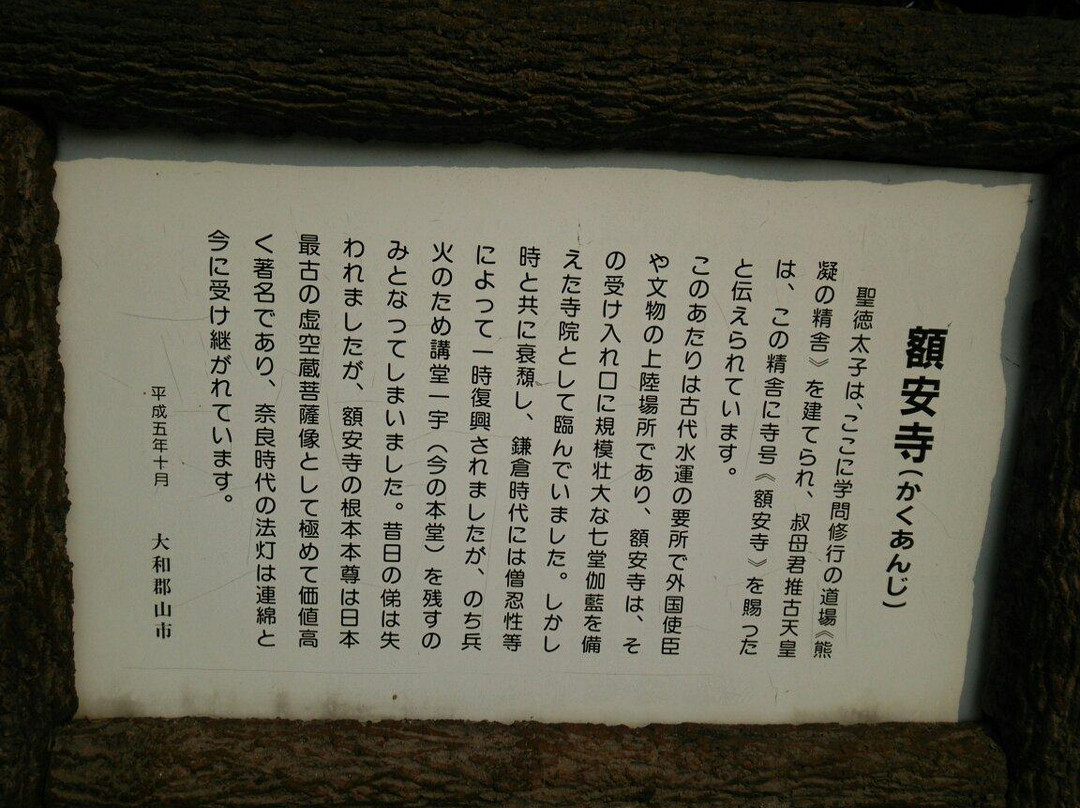 額安寺(かくあんじ)
聖徳太子は、ここに学問修行の道場《熊
凝の精舎》を建てられ、叔母君推古天皇
は、この精舎に寺号《額安寺》を賜った
と伝えられています。
このあたりは古代水運の要所で外国使臣
や文物の上陸場所であり、額安寺は、そ
の受け入れ口に規模壮大な七堂伽藍を備
えた寺院として臨んでいました。しかし
時と共に衰頽し、鎌倉時代には僧忍性等
によって一時復興されましたが、のち兵
火のため講堂一宇(今の本堂)を残すの
みとなってしまいました。昔日の俤は失
われましたが、額安寺の根本本尊は日本
最古の虚空蔵菩薩像として極めて価値高
く著名であり、奈良時代の法灯は連綿と
今に受け継がれています。
平成五年十月 大和郡山市